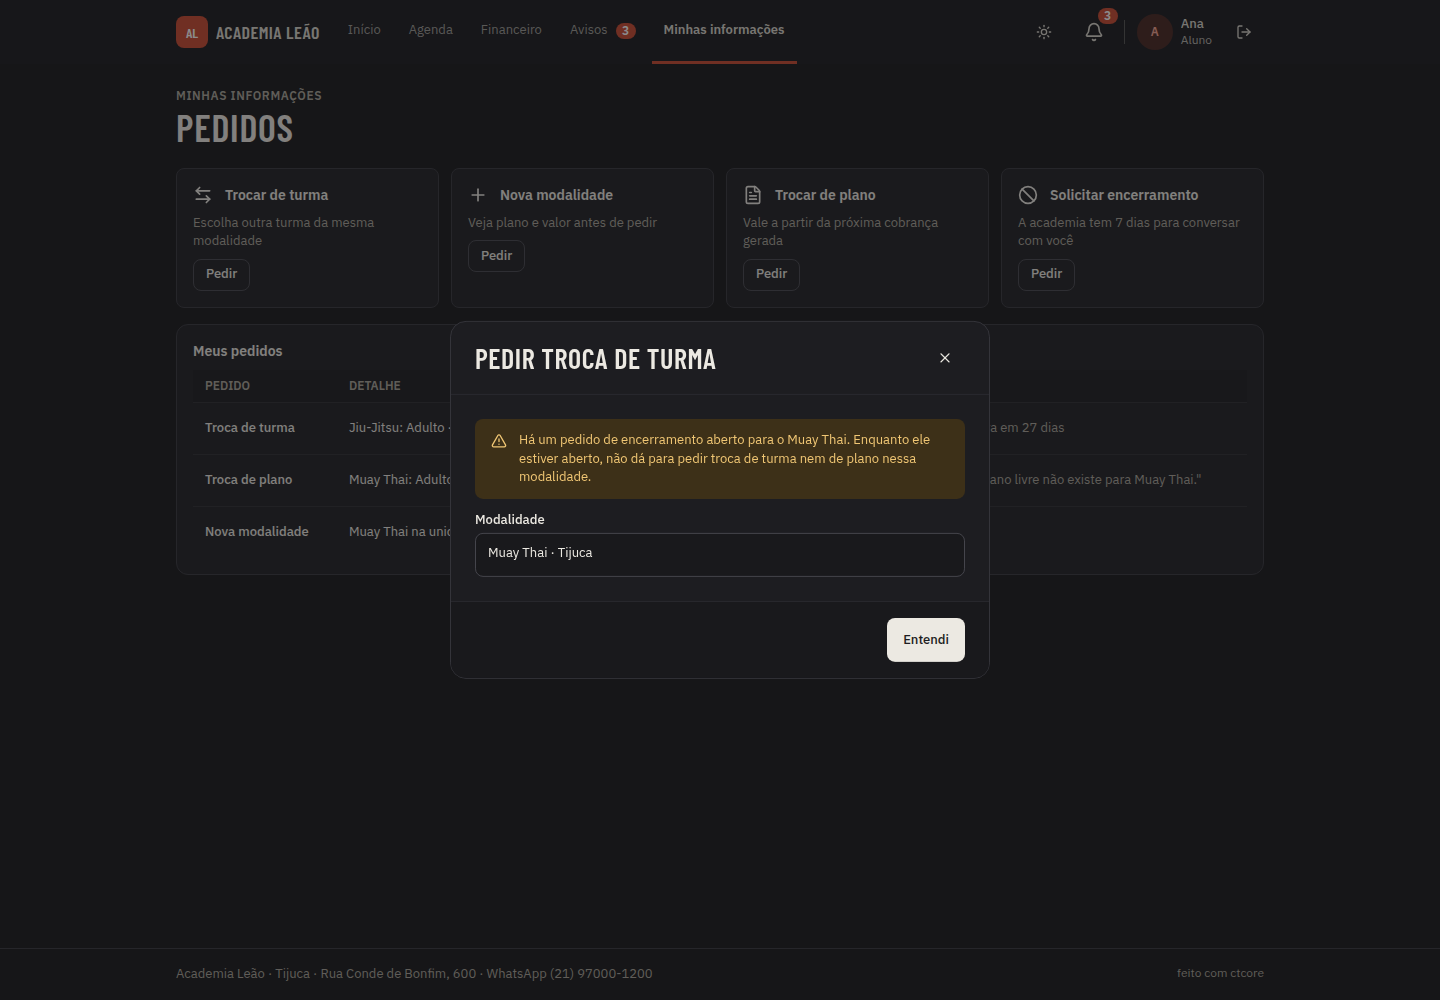 AL ACADEMIA LEÃO Início Agenda Financeiro Avisos 3 Minhas informações 3 A Ana
Aluno
MINHAS INFORMAÇÕES
PEDIDOS
Trocar de turma
Escolha outra turma da mesma
modalidade
Pedir
Nova modalidade
Veja plano e valor antes de pedir
Pedir
Trocar de plano
Vale a partir da próxima cobrança
gerada
Pedir
Solicitar encerramento
A academia tem 7 dias para conversar
com você
Pedir
Meus pedidos
PEDIDO DETALHE
Troca de turma Jiu-Jitsu: Adulto · em 27 dias
Troca de plano Muay Thai: livre não existe para Muay Thai."
Nova modalidade Muay Thai na
PEDIR TROCA DE TURMA
Há um pedido de encerramento aberto para o Muay Thai. Enquanto ele
estiver aberto, não dá para pedir troca de turma nem de plano nessa
modalidade.
Modalidade
Muay Thai · Tijuca
Entendi
Academia Leão · Tijuca · Rua Conde de Bonfim, 600 · WhatsApp (21) 97000-1200 feito com ctcore